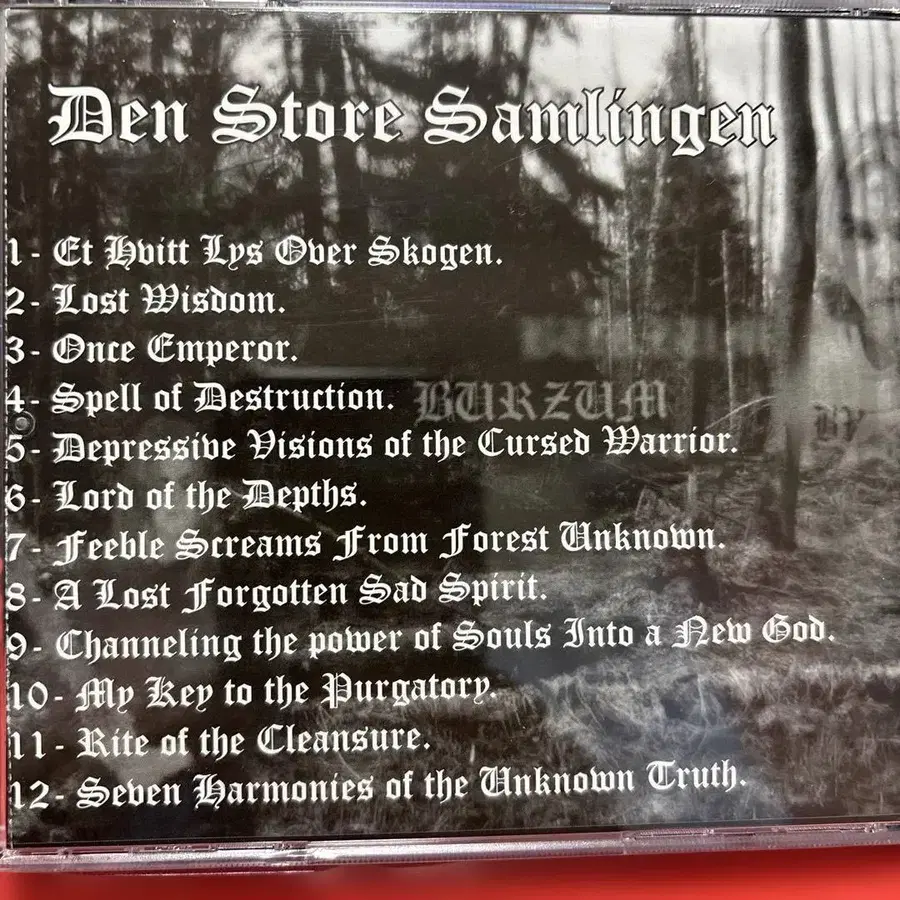 Den Store Samlingen
1- Et Hvitt Lys Over Skogen.
2- Lost Wisdom.
3- Once Emperor.
4- Spell of Destruction.
BURZUM
BY
5- Depressive Visions of the Cursed Warrior.
6- Lord of the Depths.
7- Feeble Screams From Forest Unknown.
8- A Lost Forgotten Sad Spirit.
9- Channeling the power of Souls Into a New God.
10- My Key to the Purgatory.
11- Rite of the Cleansure.
12- Seven Harmonies of the Unknown Truth.